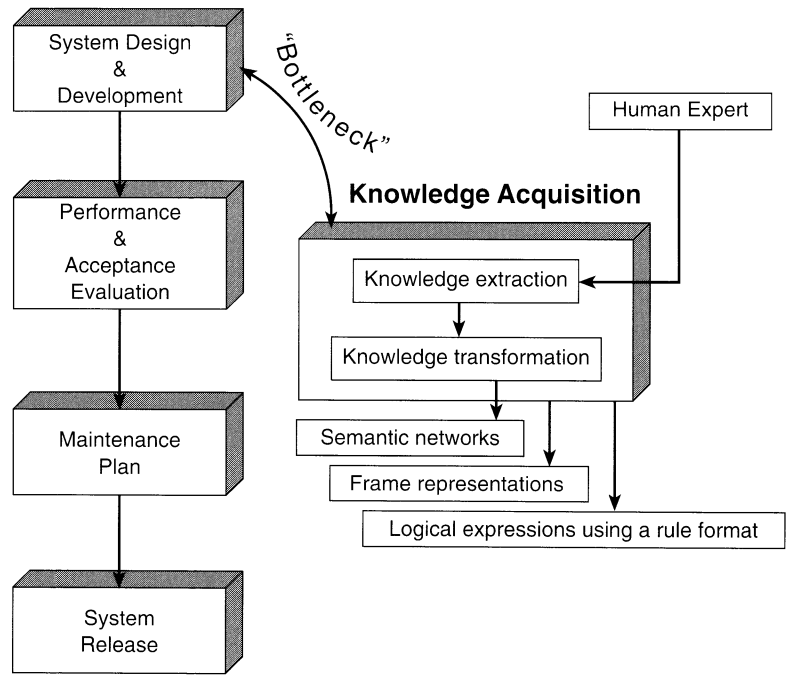 System Design
&
Development
"Bottleneck"
Human Expert
Performance
&
Acceptance
Evaluation
Knowledge Acquisition
Knowledge extraction
Knowledge transformation
Maintenance
Plan
Semantic networks
Frame representations
Logical expressions using a rule format
System
Release